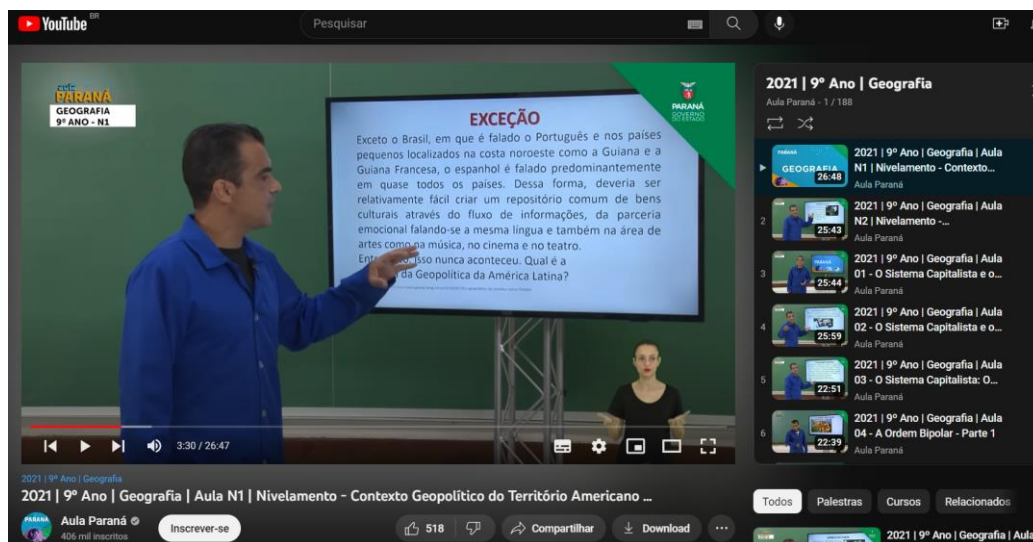 YouTube BR
Pesquisar
PARANÁ
GEOGRAFIA
9º ANO - N1
PARANÁ
GOVERNO
DO ESTADO
EXCEÇÃO
Exceto o Brasil, em que é falado o Português e nos países
pequenos localizados na costa noroeste como a Guiana e a
Guiana Francesa, o espanhol é falado predominantemente
em quase todos os países. Dessa forma, deveria ser
relativamente fácil criar um repositório comum de bens
culturais através do fluxo de informações, da parceria
emocional falando-se a mesma língua e também na área de
artes como na música, no cinema e no teatro.
isso nunca aconteceu. Qual é a
da Geopolítica da América Latina?
3:30 / 26:47
2021 | 9º Ano | Geografia
2021 | 9º Ano | Geografia | Aula N1 | Nivelamento - Contexto Geopolítico do Território Americano ...
PARANÁ
Aula Paraná
406 mil inscritos
Inscrever-se
518
Compartilhar
Download
2021 | 9º Ano | Geografia
Aula Paraná - 1 / 188
GEOGRAFIA
26:48
2021 | 9º Ano | Geografia | Aula
N1 | Nivelamento - Contexto...
Aula Paraná
2
25:43
2021 | 9º Ano | Geografia | Aula
N2 | Nivelamento -...
Aula Paraná
3
25:44
2021 | 9º Ano | Geografia | Aula
01 - O Sistema Capitalista e o...
Aula Paraná
4
25:59
2021 | 9º Ano | Geografia | Aula
02 - O Sistema Capitalista e o...
Aula Paraná
5
22:51
2021 | 9º Ano | Geografia | Aula
03 - O Sistema Capitalista: O...
Aula Paraná
6
22:39
2021 | 9º Ano | Geografia | Aula
04 - A Ordem Bipolar - Parte 1
Aula Paraná
Todos
Palestras
Cursos
Relacionados
2021 | 9º Ano | Geografia | Aula